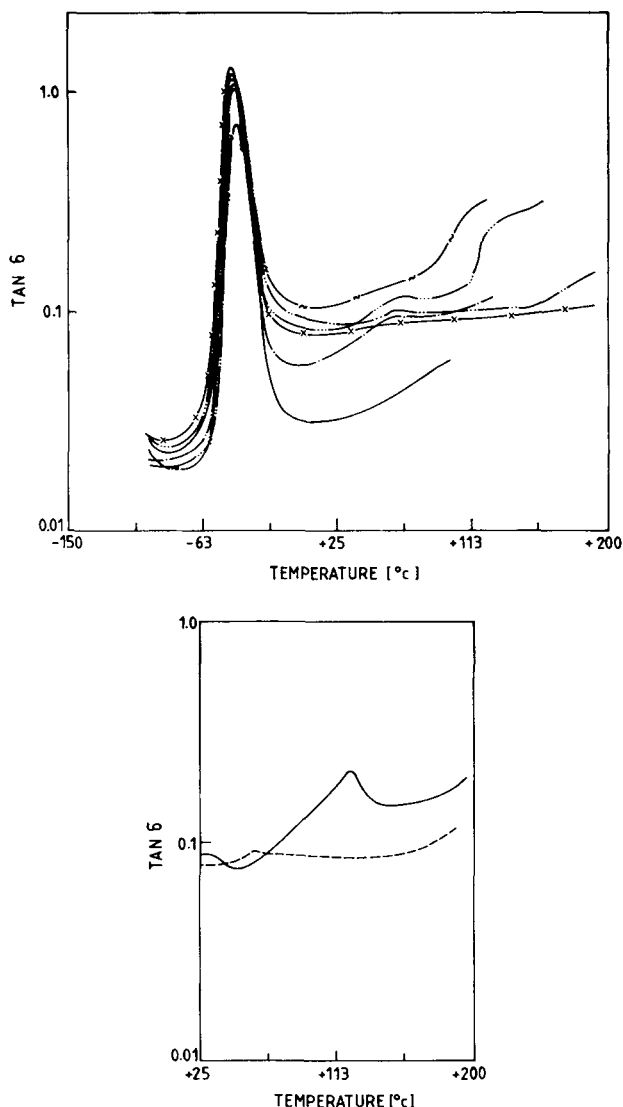 1.0
TAN δ
0.1
0.01
-150 -63 +25 +113 +200
TEMPERATURE [°c]
1.0
TAN δ
0.1
0.01
+25 +113 +200
TEMPERATURE [°c]